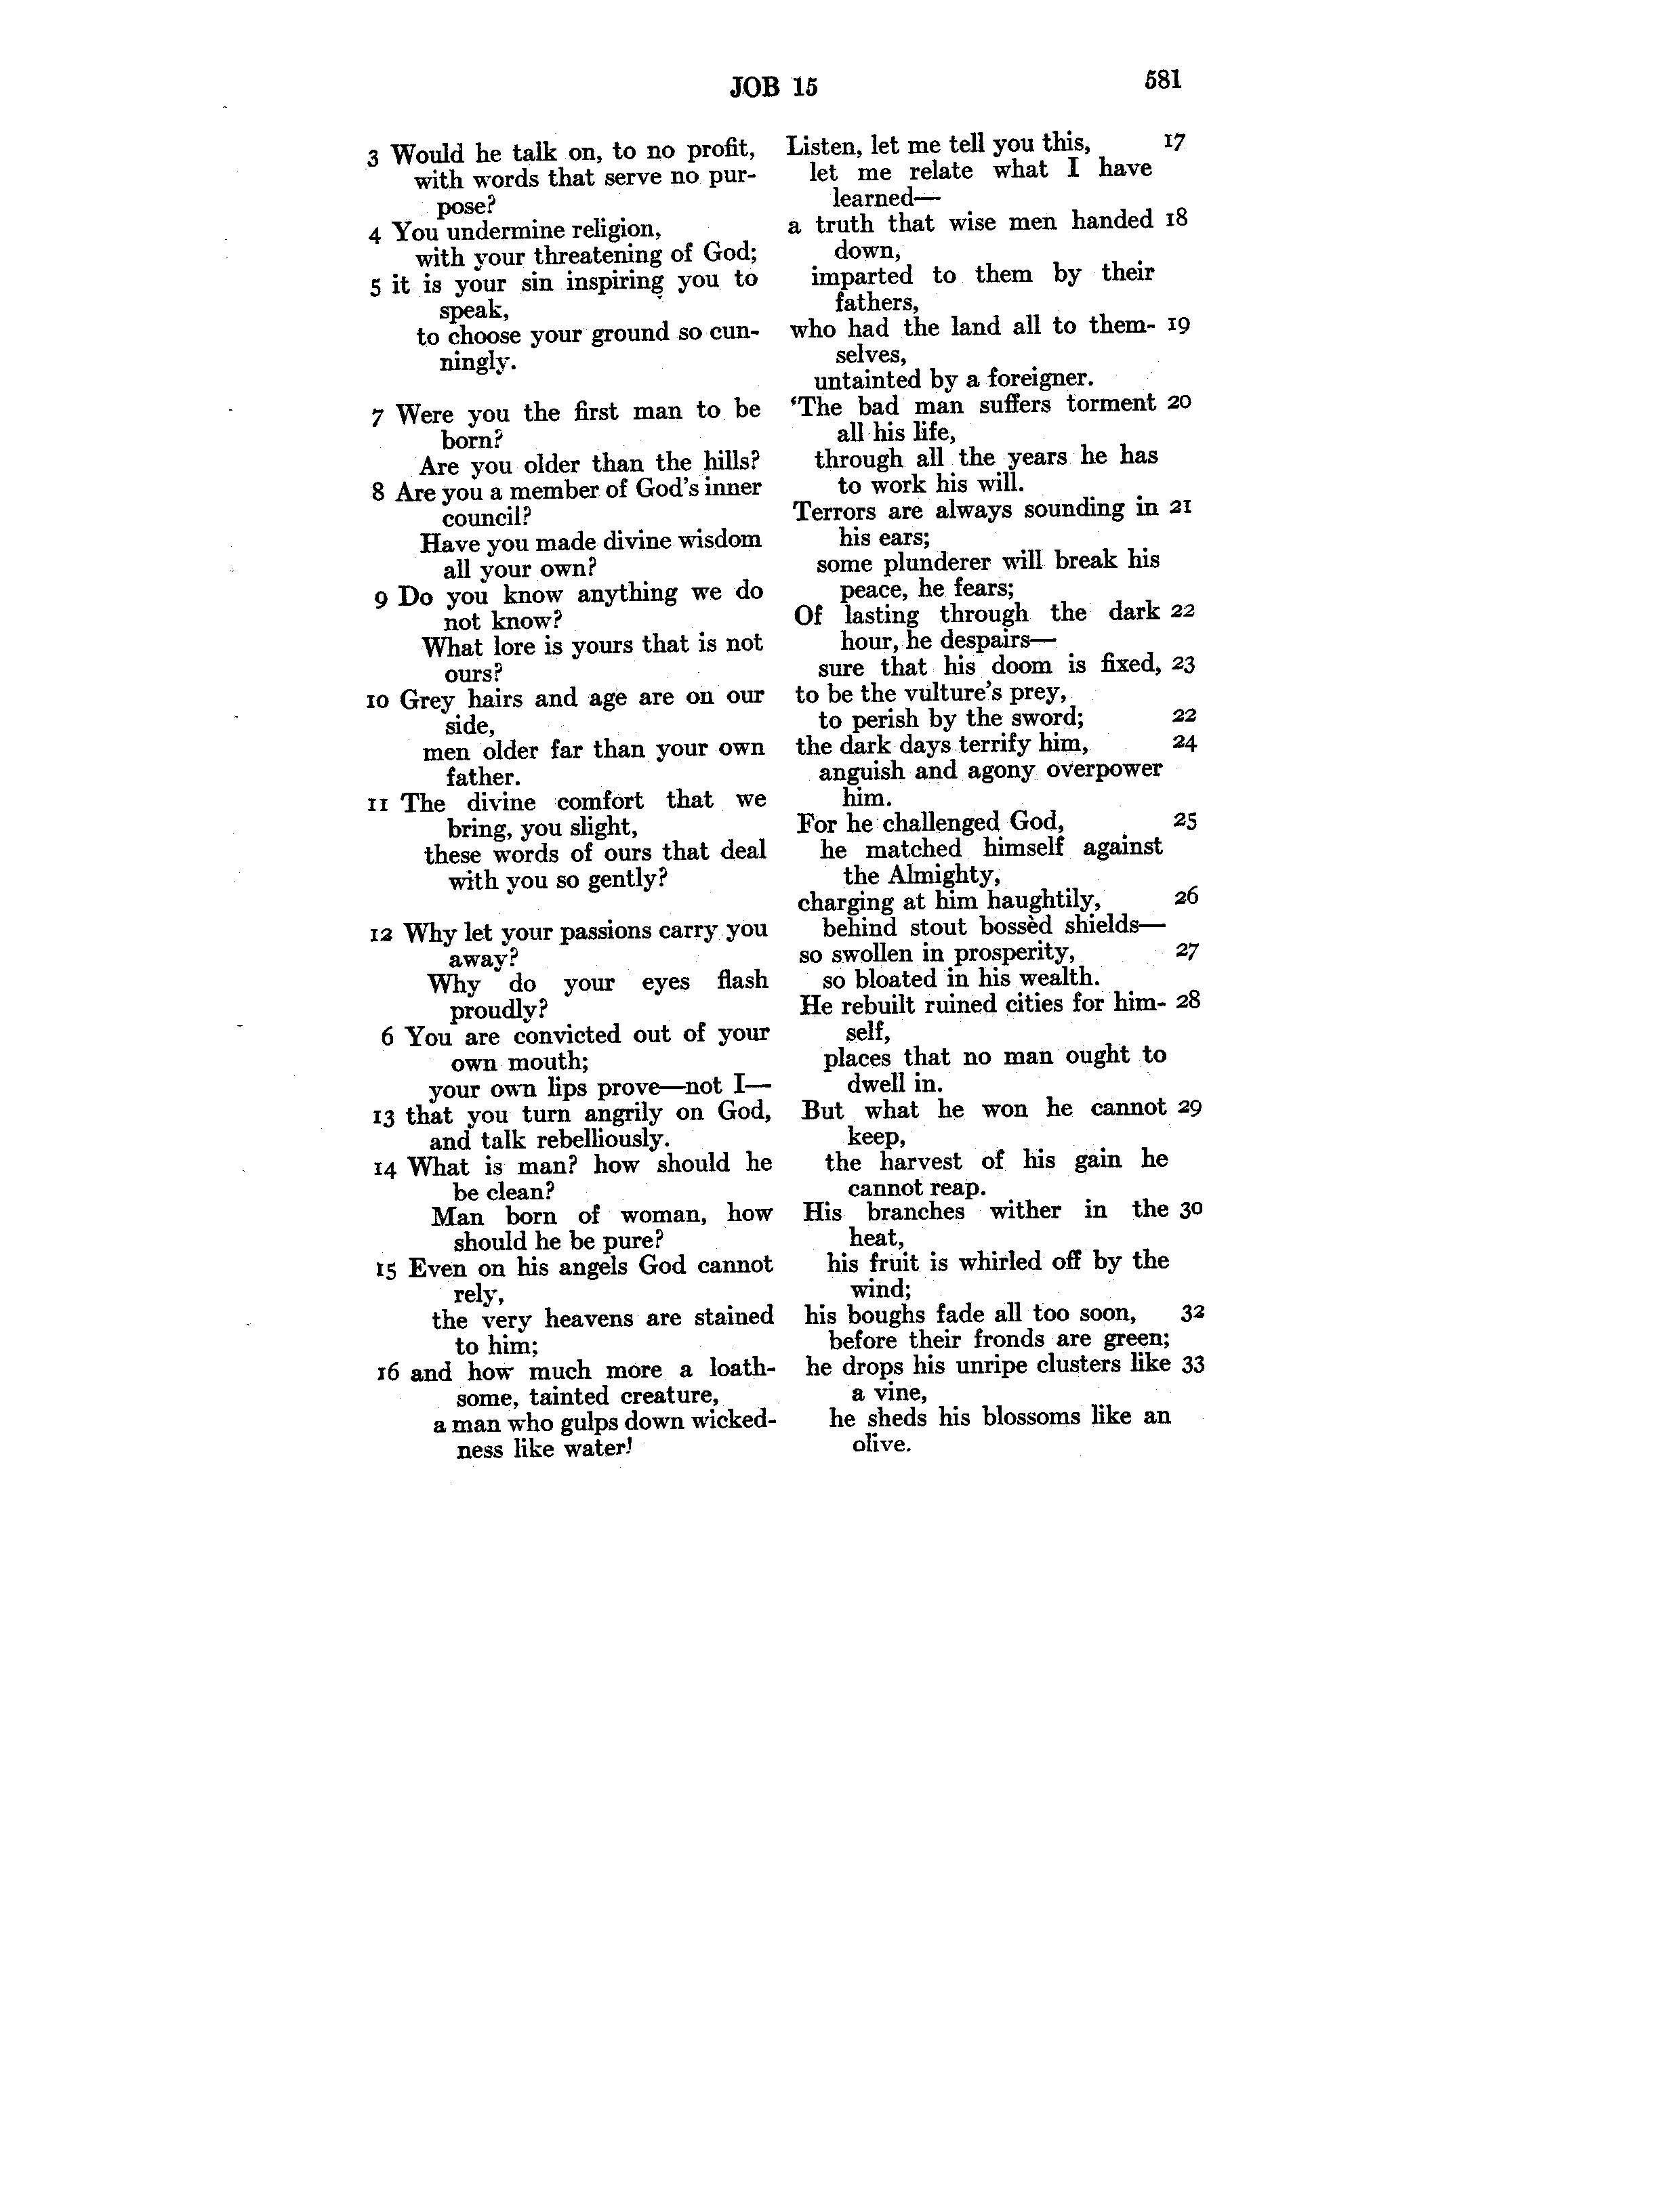 JOB 15
581
3 Would he talk on, to no profit,
with words that serve no pur-
pose?
4 You undermine religion,
with your threatening of God;
5 it is your sin inspiring you to
speak,
to choose your ground so cun-
ningly.
7 Were you the first man to be
born?
Are you older than the hills?
8 Are you a member of God's inner
council?
Have you made divine wisdom
all your own?
9 Do you know anything we do
not know?
What lore is yours that is not
ours?
10 Grey hairs and age are on our
side,
men older far than your own
father.
11 The divine comfort that we
bring, you slight,
these words of ours that deal
with you so gently?
12 Why let your passions carry you
away?
Why do your eyes flash
proudly?
6 You are convicted out of your
own mouth;
your own lips prove—not I—
13 that you turn angrily on God,
and talk rebelliously.
14 What is man? how should he
be clean?
Man born of woman, how
should he be pure?
15 Even on his angels God cannot
rely,
the very heavens are stained
to him;
16 and how much more a loath-
some, tainted creature,
a man who gulps down wicked-
ness like water!
Listen, let me tell you this, 17
let me relate what I have
learned—
a truth that wise men handed 18
down,
imparted to them by their
fathers,
who had the land all to them- 19
selves,
untainted by a foreigner.
‘The bad man suffers torment 20
all his life,
through all the years he has
to work his will.
Terrors are always sounding in 21
his ears;
some plunderer will break his
peace, he fears;
Of lasting through the dark 22
hour, he despairs—
sure that his doom is fixed, 23
to be the vulture's prey,
to perish by the sword; 22
the dark days terrify him, 24
anguish and agony overpower
him.
For he challenged God, 25
he matched himself against
the Almighty,
charging at him haughtily, 26
behind stout bossèd shields—
so swollen in prosperity, 27
so bloated in his wealth.
He rebuilt ruined cities for him- 28
self,
places that no man ought to
dwell in.
But what he won he cannot 29
keep,
the harvest of his gain he
cannot reap.
His branches wither in the 30
heat,
his fruit is whirled off by the
wind;
his boughs fade all too soon, 32
before their fronds are green;
he drops his unripe clusters like 33
a vine,
he sheds his blossoms like an
olive.